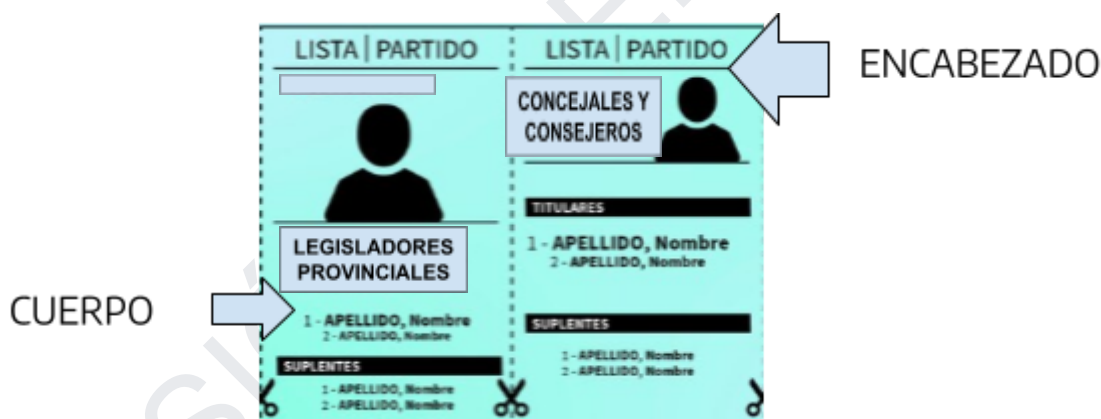 LISTA | PARTIDO
LEGISLADORES
PROVINCIALES
1 - APELLIDO, Nombre
2 - APELLIDO, Nombre
SUPLENTES
1 - APELLIDO, Nombre
2 - APELLIDO, Nombre
LISTA | PARTIDO
CONCEJALES Y
CONSEJEROS
TITULARES
1 - APELLIDO, Nombre
2 - APELLIDO, Nombre
SUPLENTES
1 - APELLIDO, Nombre
2 - APELLIDO, Nombre
ENCABEZADO
CUERPO